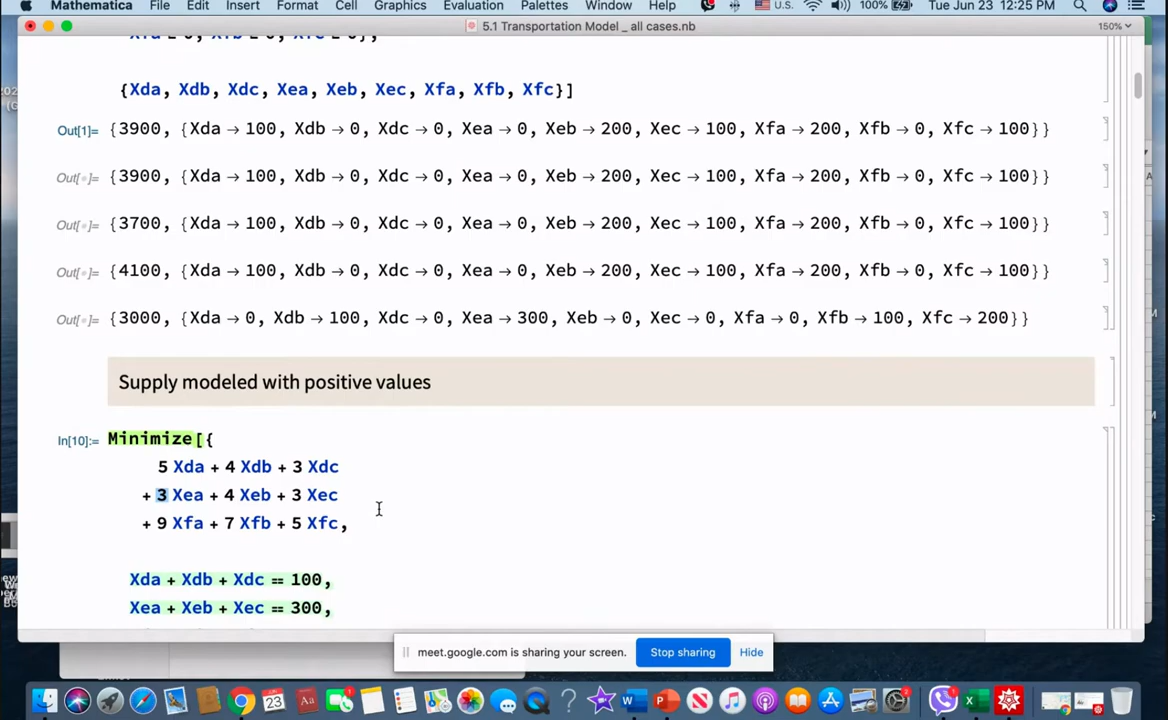 Mathematica File Edit Insert Format Cell Graphics Evaluation Palettes Window Help U.S. 100% Tue Jun 23 12:25 PM
5.1 Transportation Model _ all cases.nb
150%
{Xda, Xdb, Xdc, Xea, Xeb, Xec, Xfa, Xfb, Xfc}]
Out[1]= {3900, {Xda → 100, Xdb → 0, Xdc → 0, Xea → 0, Xeb → 200, Xec → 100, Xfa → 200, Xfb → 0, Xfc → 100}}
Out[•]= {3900, {Xda → 100, Xdb → 0, Xdc → 0, Xea → 0, Xeb → 200, Xec → 100, Xfa → 200, Xfb → 0, Xfc → 100}}
Out[•]= {3700, {Xda → 100, Xdb → 0, Xdc → 0, Xea → 0, Xeb → 200, Xec → 100, Xfa → 200, Xfb → 0, Xfc → 100}}
Out[•]= {4100, {Xda → 100, Xdb → 0, Xdc → 0, Xea → 0, Xeb → 200, Xec → 100, Xfa → 200, Xfb → 0, Xfc → 100}}
Out[•]= {3000, {Xda → 0, Xdb → 100, Xdc → 0, Xea → 300, Xeb → 0, Xec → 0, Xfa → 0, Xfb → 100, Xfc → 200}}
Supply modeled with positive values
In[10]:= Minimize[{
5 Xda + 4 Xdb + 3 Xdc
+ 3 Xea + 4 Xeb + 3 Xec
+ 9 Xfa + 7 Xfb + 5 Xfc,
Xda + Xdb + Xdc == 100,
Xea + Xeb + Xec == 300,
meet.google.com is sharing your screen. Stop sharing Hide